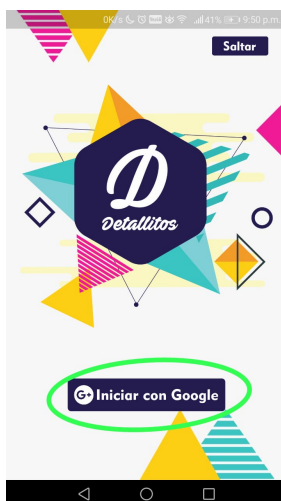 0K/s 41% 9:50 p.m.
Saltar
D
Detallitos
G+ Iniciar con Google